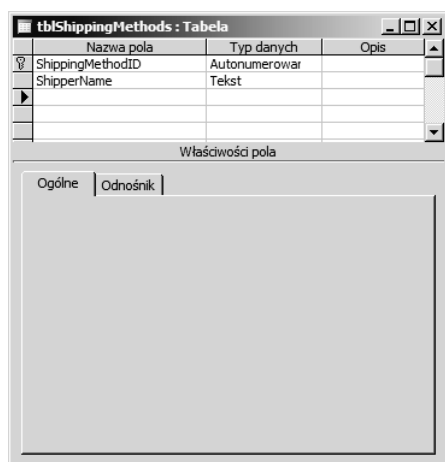 tblShippingMethods : Tabela
Nazwa pola Typ danych Opis
ShippingMethodID Autonumerowar
ShipperName Tekst
Właściwości pola
Ogólne Odnośnik